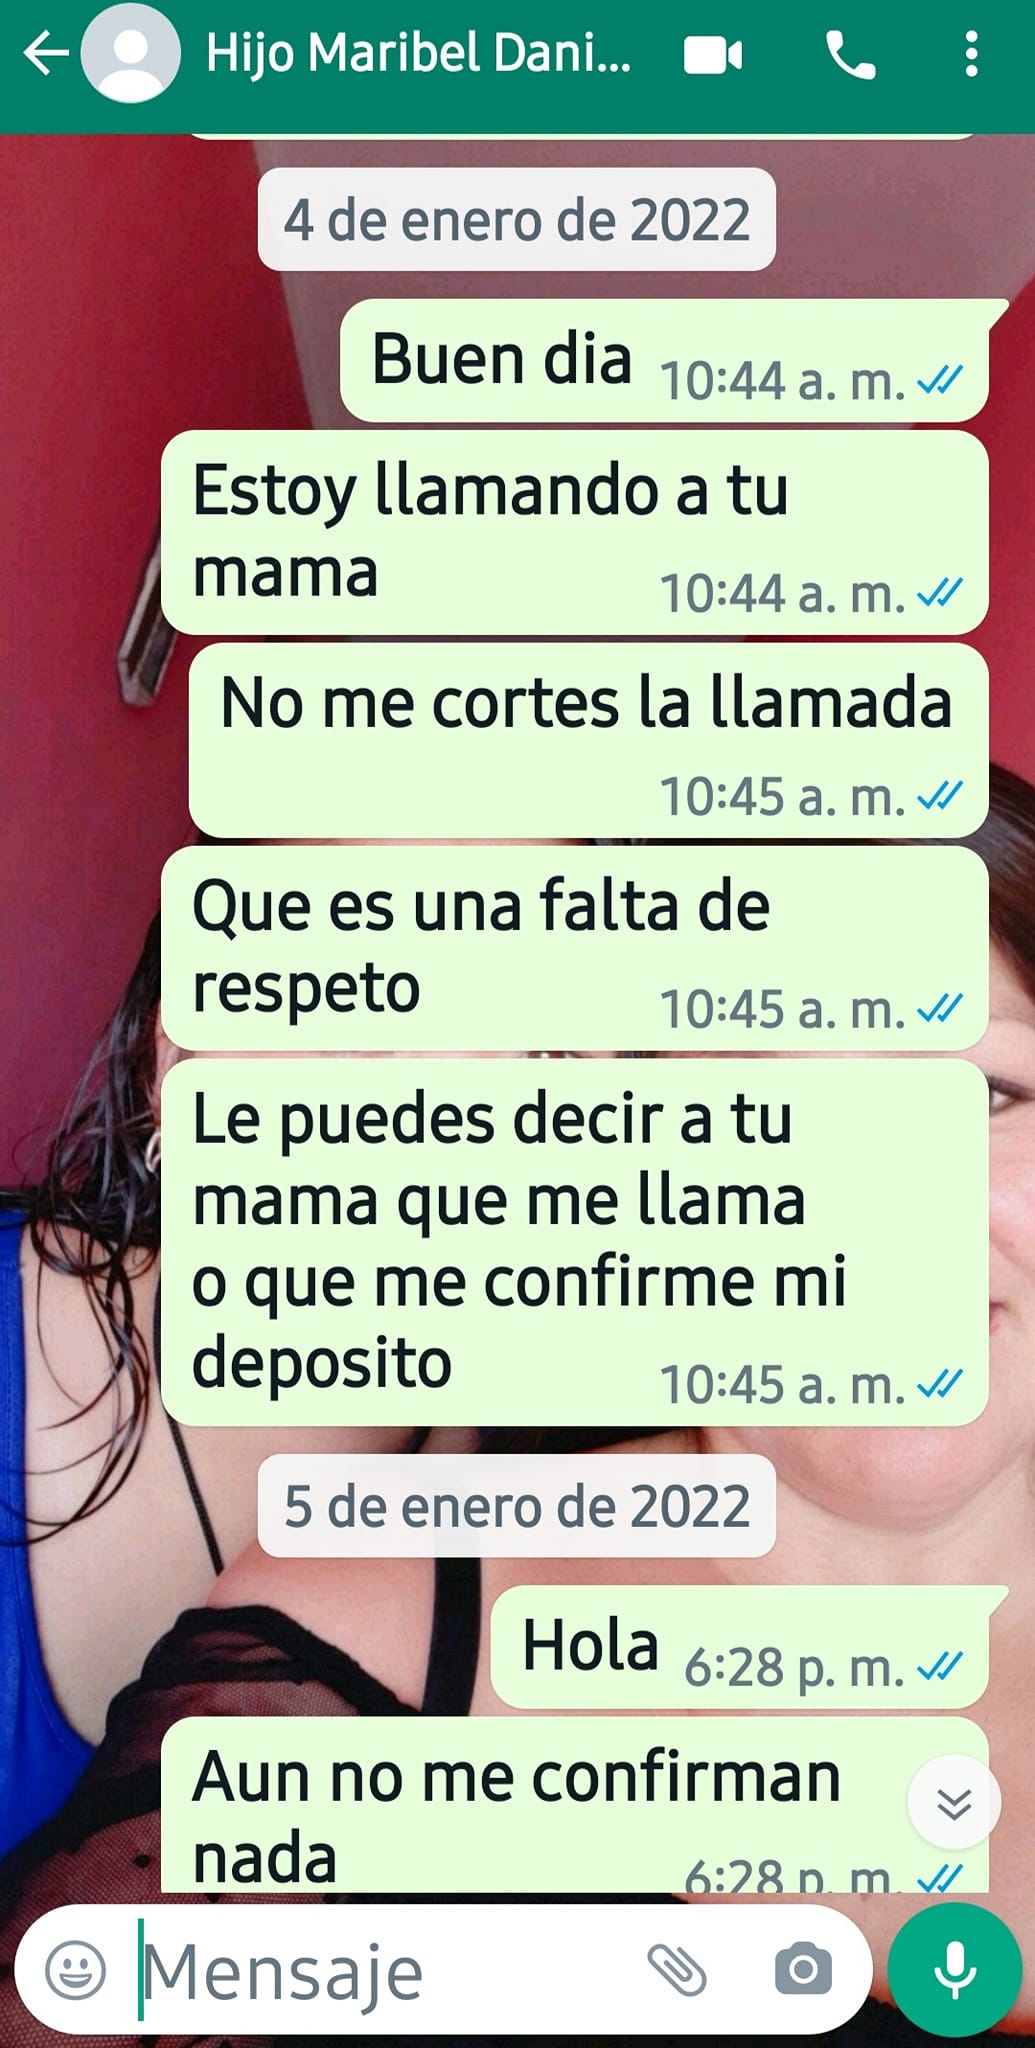 Hijo Maribel Dani...
4 de enero de 2022
Buen dia 10:44 a. m.
Estoy llamando a tu
mama 10:44 a. m.
No me cortes la llamada
10:45 a. m.
Que es una falta de
respeto 10:45 a. m.
Le puedes decir a tu
mama que me llama
o que me confirme mi
deposito 10:45 a. m.
5 de enero de 2022
Hola 6:28 p. m.
Aun no me confirman
nada 6:28 p. m.
Mensaje